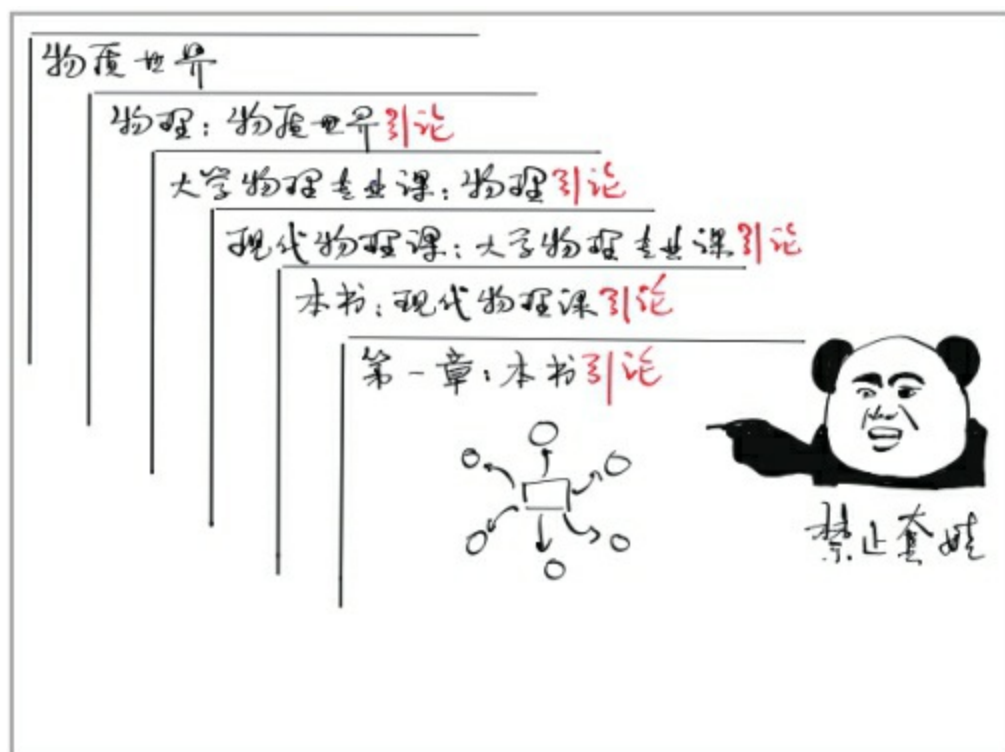 物质世界
物理：物质世界引论
大学物理专业课：物理引论
现代物理课：大学物理专业课引论
本书：现代物理课引论
第一章：本书引论
禁止套娃